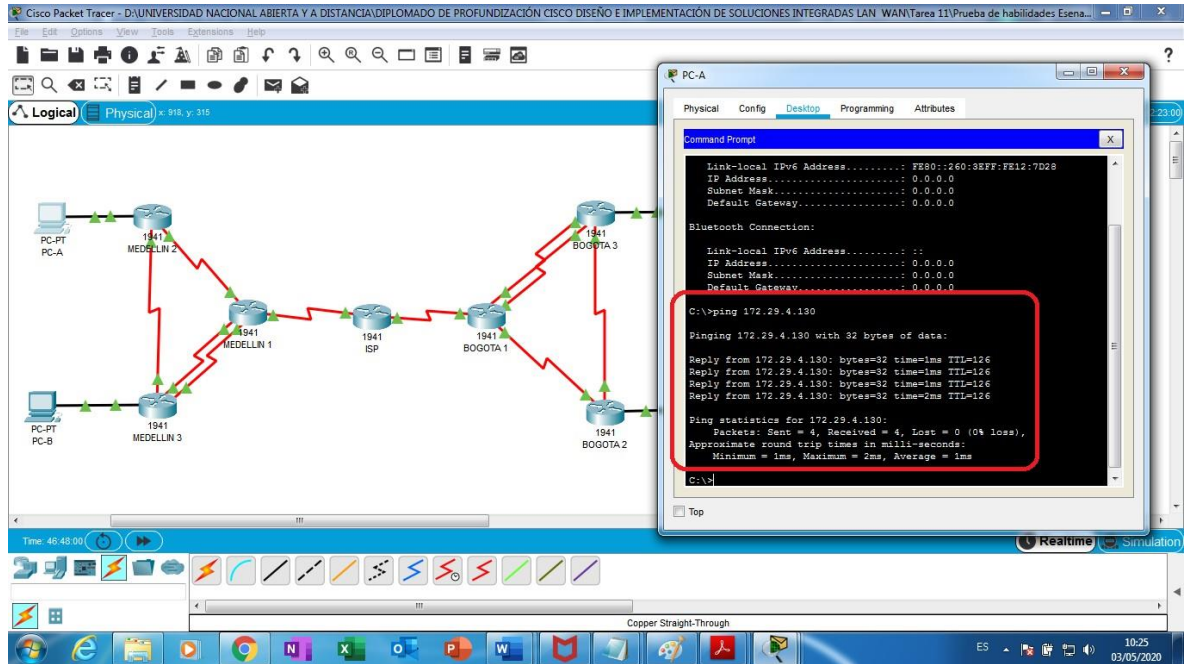 Cisco Packet Tracer - D:\UNIVERSIDAD NACIONAL ABIERTA Y A DISTANCIA\DIPLOMADO DE PROFUNDIZACIÓN CISCO DISEÑO E IMPLEMENTACIÓN DE SOLUCIONES INTEGRADAS LAN WAN\Tarea 11\Prueba de habilidades Esena...
File Edit Options View Tools Extensions Help
Logical Physical x: 918, y: 315
2:23:00
PC-PT
PC-A
1941
MEDELLIN 2
1941
MEDELLIN 1
1941
ISP
1941
BOGOTA 1
1941
BOGOTA 3
PC-PT
PC-B
1941
MEDELLIN 3
1941
BOGOTA 2
PC-A
Physical Config Desktop Programming Attributes
Command Prompt X
Link-local IPv6 Address.........: FE80::260:3EFF:FE12:7D28
IP Address......................: 0.0.0.0
Subnet Mask.....................: 0.0.0.0
Default Gateway.................: 0.0.0.0
Bluetooth Connection:
Link-local IPv6 Address.........: ::
IP Address......................: 0.0.0.0
Subnet Mask.....................: 0.0.0.0
Default Gateway.................: 0.0.0.0
C:\>ping 172.29.4.130
Pinging 172.29.4.130 with 32 bytes of data:
Reply from 172.29.4.130: bytes=32 time=1ms TTL=126
Reply from 172.29.4.130: bytes=32 time=1ms TTL=126
Reply from 172.29.4.130: bytes=32 time=1ms TTL=126
Reply from 172.29.4.130: bytes=32 time=2ms TTL=126
Ping statistics for 172.29.4.130:
Packets: Sent = 4, Received = 4, Lost = 0 (0% loss),
Approximate round trip times in milli-seconds:
Minimum = 1ms, Maximum = 2ms, Average = 1ms
C:\>
Top
Time: 46:48:00
Realtime Simulation
Copper Straight-Through
ES
10:25
03/05/2020